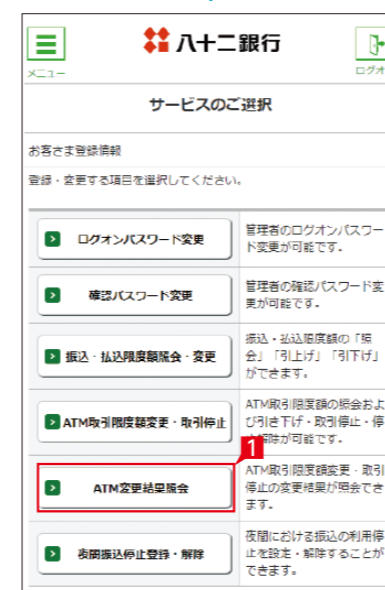 八十二銀行
メニュー
ログオ
サービスのご選択
お客さま登録情報
登録・変更する項目を選択してください。
ログオンパスワード変更
管理者のログオンパスワー
ド変更が可能です。
確認パスワード変更
管理者の確認パスワード変
更が可能です。
振込・払込限度額照会・変更
振込・払込限度額の「照
会」「引上げ」「引下げ」
ができます。
ATM取引限度額変更・取引停止
ATM取引限度額の照会およ
び引き下げ・取引停止・停
解除が可能です。
1
ATM変更結果照会
ATM取引限度額変更・取引
停止の変更結果が照会でき
ます。
夜間振込停止登録・解除
夜間における振込の利用停
止を設定・解除することが
できます。